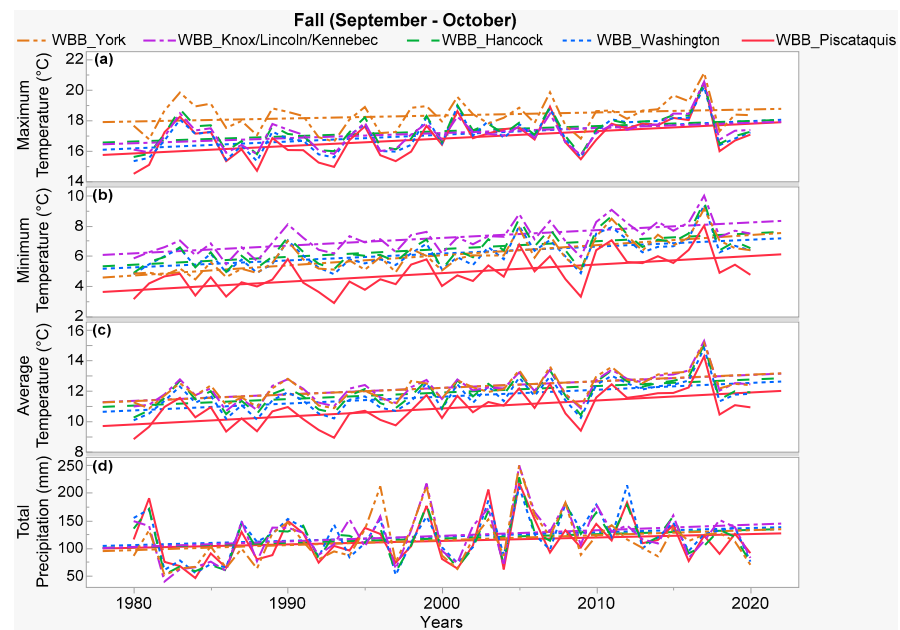 Fall (September - October)
WBB_York WBB_Knox/Lincoln/Kennebec WBB_Hancock WBB_Washington WBB_Piscataquis
(a)
Maximum
Temperature (°C)
22
20
18
16
14
(b)
Minimum
Temperature (°C)
10
8
6
4
2
(c)
Average
Temperature (°C)
16
14
12
10
8
(d)
Total
Precipitation (mm)
250
200
150
100
50
1980 1990 2000 2010 2020
Years